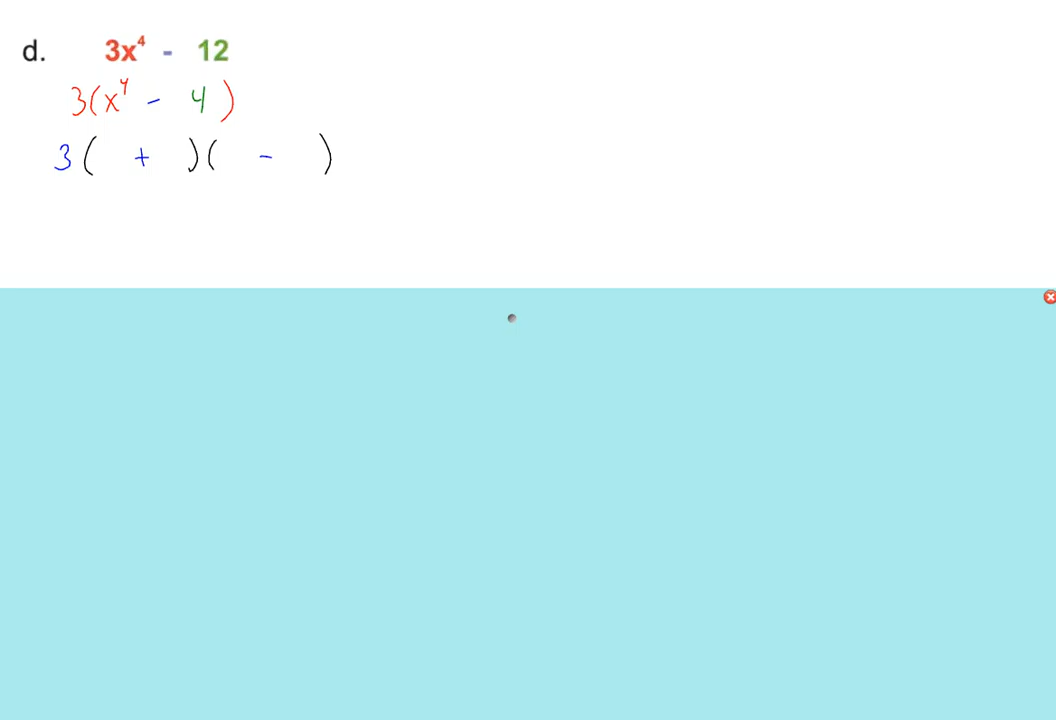 d. 3x⁴ - 12
3(x⁴ - 4)
3( + )( - )